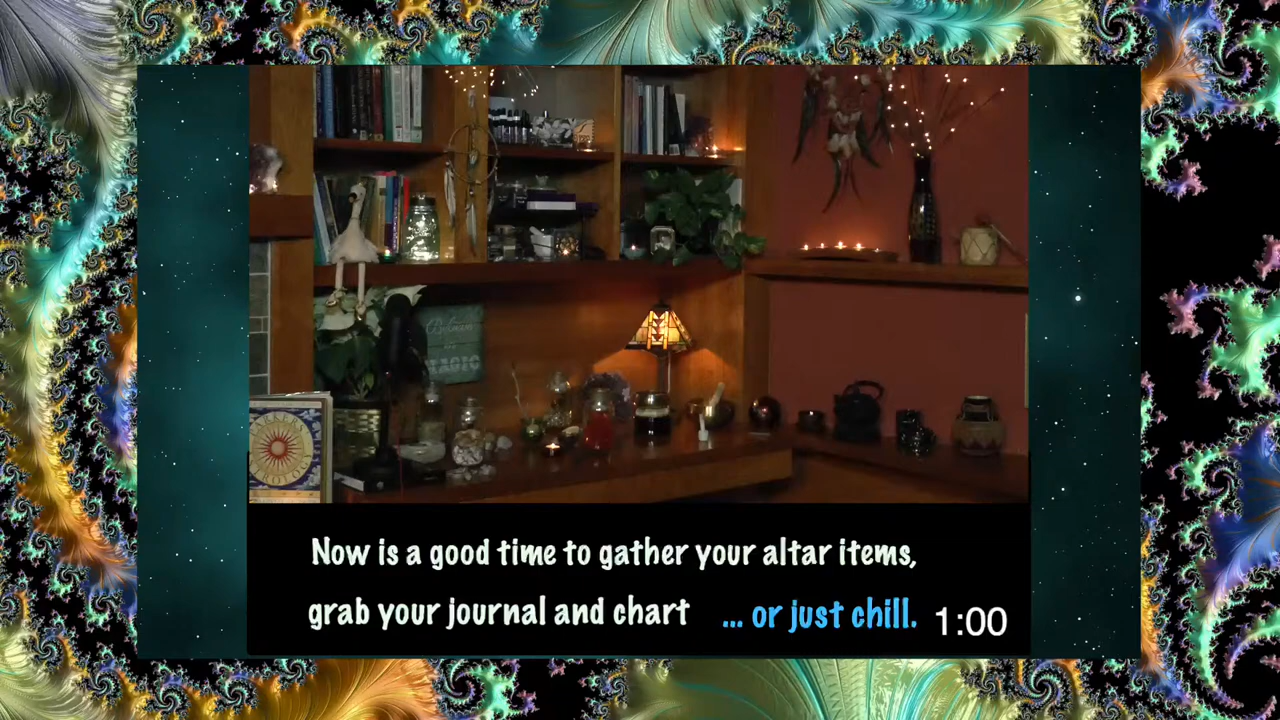 MAGIC
Now is a good time to gather your altar items,
grab your journal and chart ... or just chill. 1:00